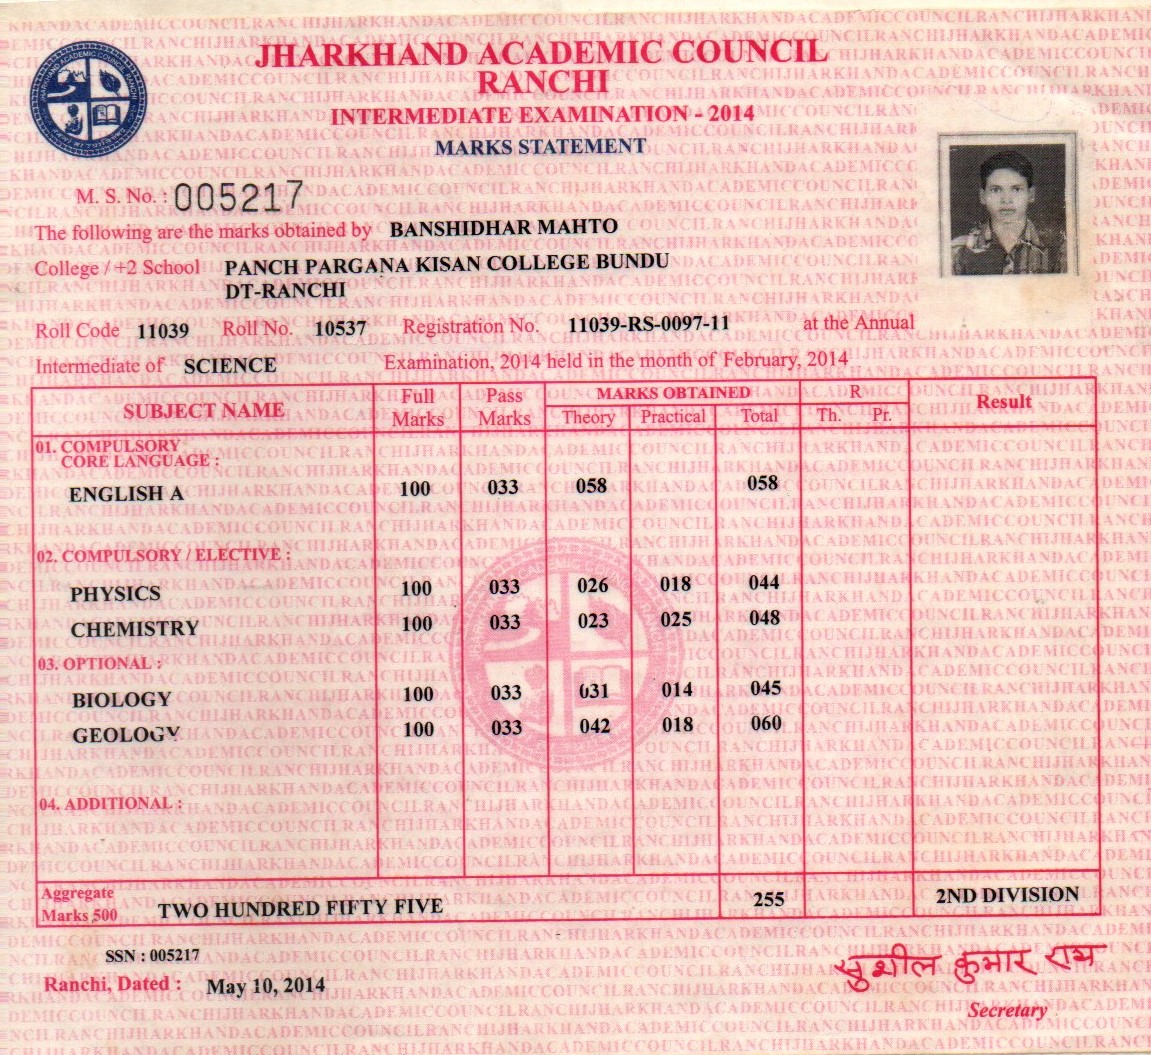 JHARKHAND ACADEMIC COUNCIL
RANCHI
INTERMEDIATE EXAMINATION - 2014
MARKS STATEMENT
M. S. No. : 005217
The following are the marks obtained by BANSHIDHAR MAHTO
College / +2 School PANCH PARGANA KISAN COLLEGE BUNDU
DT-RANCHI
Roll Code 11039 Roll No. 10537 Registration No. 11039-RS-0097-11 at the Annual
Intermediate of SCIENCE Examination, 2014 held in the month of February, 2014
SUBJECT NAME Full Marks Pass Marks MARKS OBTAINED R Result
Theory Practical Total Th. Pr.
01. COMPULSORY
CORE LANGUAGE :
ENGLISH A 100 033 058 058
02. COMPULSORY / ELECTIVE :
PHYSICS 100 033 026 018 044
CHEMISTRY 100 033 023 025 048
03. OPTIONAL :
BIOLOGY 100 033 031 014 045
GEOLOGY 100 033 042 018 060
04. ADDITIONAL :
Aggregate
Marks 500 TWO HUNDRED FIFTY FIVE 255 2ND DIVISION
SSN : 005217
Ranchi, Dated : May 10, 2014
सुशील कुमार राय
Secretary